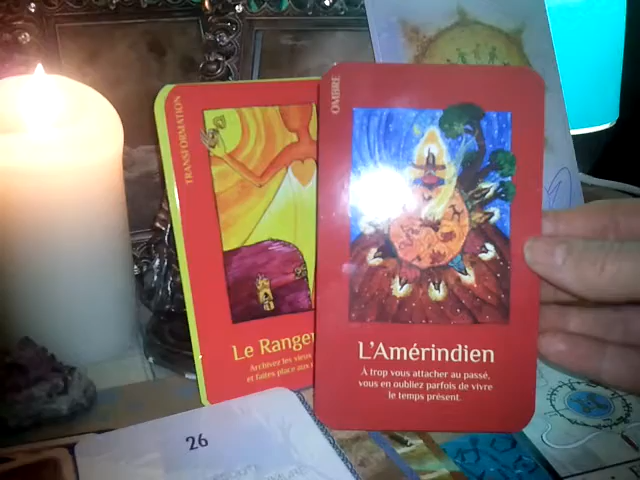 TRANSFORMATION
Le Range
Archivez les vieux
et faites place aux
OMBRE
L'Amérindien
À trop vous attacher au passé,
vous en oubliez parfois de vivre
le temps présent.
26